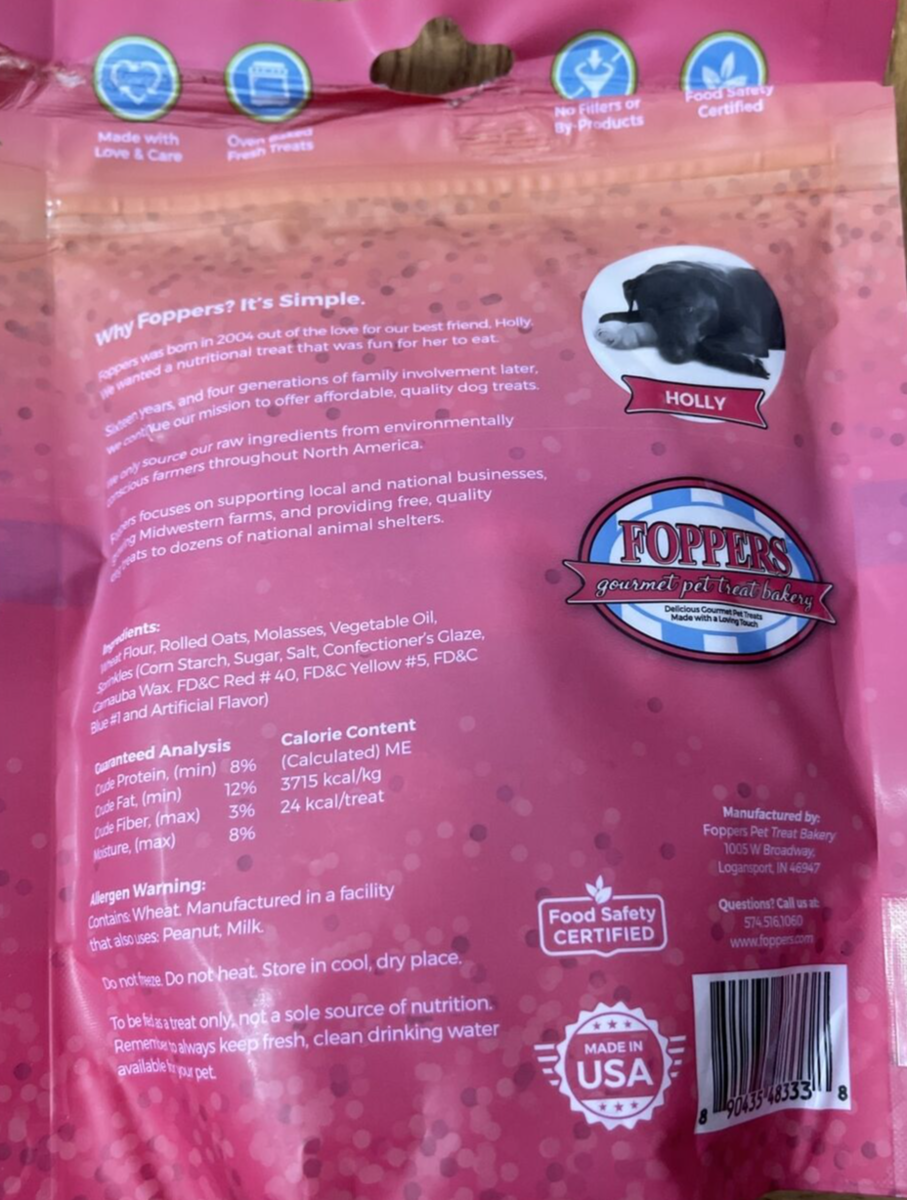 Made with
Love & Care
Oven Baked
Fresh Treats
No Fillers or
By-Products
Food Safety
Certified
Why Foppers? It's Simple.
Foppers was born in 2004 out of the love for our best friend, Holly.
We wanted a nutritional treat that was fun for her to eat.
Sixteen years, and four generations of family involvement later,
we continue our mission to offer affordable, quality dog treats.
We only source our raw ingredients from environmentally
conscious farmers throughout North America.
Foppers focuses on supporting local and national businesses,
Midwestern farms, and providing free, quality
treats to dozens of national animal shelters.
HOLLY
FOPPERS
gourmet pet treat bakery
Delicious Gourmet Pet Treats
Made with a Loving Touch
Ingredients:
Wheat Flour, Rolled Oats, Molasses, Vegetable Oil,
Sprinkles (Corn Starch, Sugar, Salt, Confectioner's Glaze,
Carnauba Wax. FD&C Red # 40, FD&C Yellow #5, FD&C
Blue #1 and Artificial Flavor)
Guaranteed Analysis
Crude Protein, (min) 8%
Crude Fat, (min) 12%
Crude Fiber, (max) 3%
Moisture, (max) 8%
Calorie Content
(Calculated) ME
3715 kcal/kg
24 kcal/treat
Allergen Warning:
Contains: Wheat. Manufactured in a facility
that also uses: Peanut, Milk.
Do not freeze. Do not heat. Store in cool, dry place.
To be fed as a treat only, not a sole source of nutrition.
Remember to always keep fresh, clean drinking water
available for your pet.
Food Safety
CERTIFIED
MADE IN
USA
Manufactured by:
Foppers Pet Treat Bakery
1005 W Broadway,
Logansport, IN 46947
Questions? Call us at:
574.516.1060
www.foppers.com
8 90435 48333 8